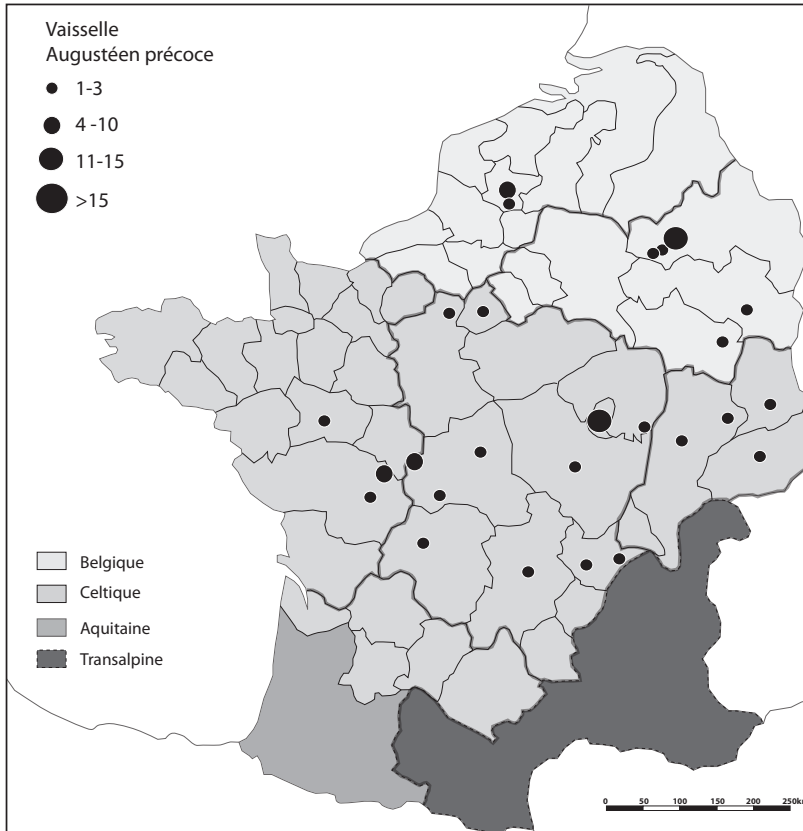 Vaisselle
Augustéen précoce
1-3
4 -10
11-15
>15
Belgique
Celtique
Aquitaine
Transalpine
0 50 100 150 200 250k